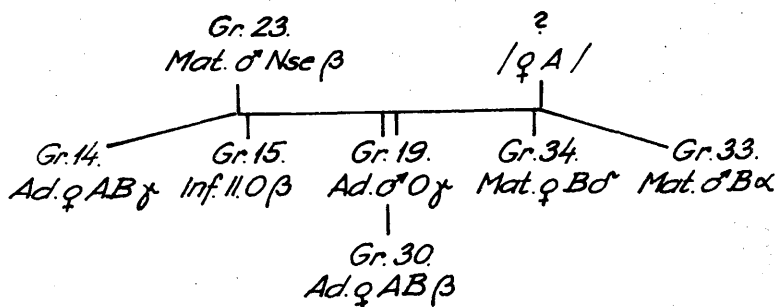 Gr. 23.
Mat. ♂ Nse β
?
/ ♀ A /
Gr. 14.
Ad. ♀ AB γ
Gr. 15.
Inf. II. O β
Gr. 19.
Ad. ♂ O γ
Gr. 34.
Mat. ♀ B σ
Gr. 33.
Mat. ♂ B α
Gr. 30.
Ad. ♀ AB β